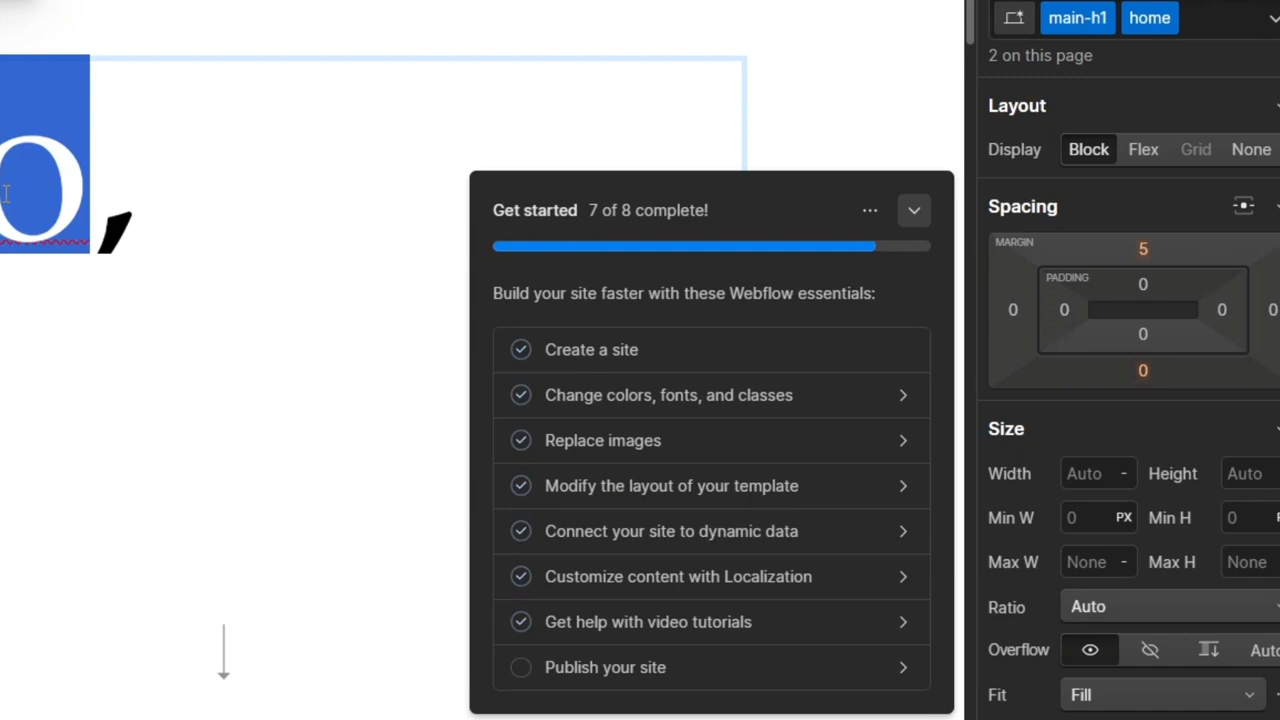 main-h1 home
2 on this page
o,
Layout
Display Block Flex Grid None
Get started 7 of 8 complete!
Spacing
MARGIN 5
PADDING 0
0 0 0 0
0
0
Build your site faster with these Webflow essentials:
Create a site
Change colors, fonts, and classes
Replace images
Modify the layout of your template
Connect your site to dynamic data
Customize content with Localization
Get help with video tutorials
Publish your site
Size
Width Auto - Height Auto
Min W 0 PX Min H 0
Max W None - Max H None
Ratio Auto
Overflow Auto
Fit Fill